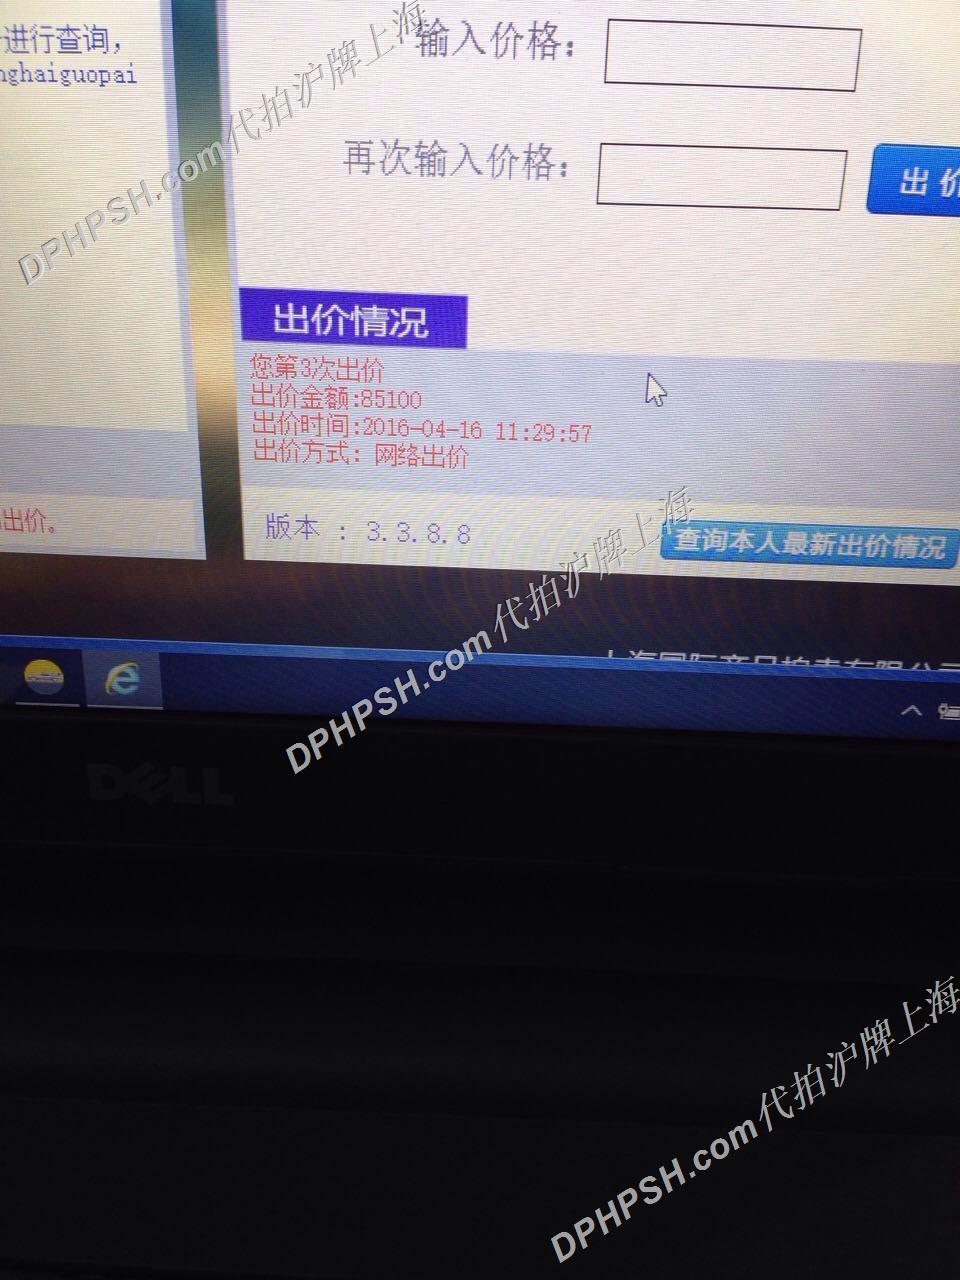 进行查询，
nghaiguopai
输入价格：
再次输入价格：
出价
出价情况
您第3次出价
出价金额:85100
出价时间:2016-04-16 11:29:57
出价方式: 网络出价
出价。
版本 : 3.3.8.8
查询本人最新出价情况
DELL
DPHPSH.com代拍沪牌上海
DPHPSH.com代拍沪牌上海
DPHPSH.com代拍沪牌上海